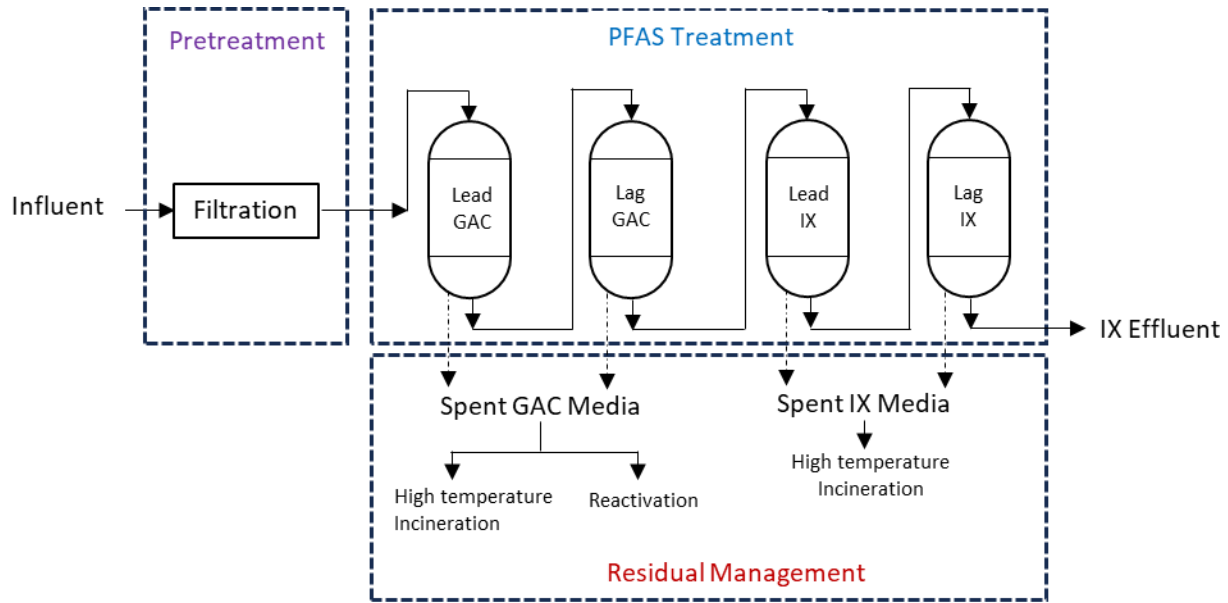 Pretreatment
PFAS Treatment
Influent
Filtration
Lead
GAC
Lag
GAC
Lead
IX
Lag
IX
IX Effluent
Spent GAC Media
Spent IX Media
High temperature
Incineration
Reactivation
High temperature
Incineration
Residual Management